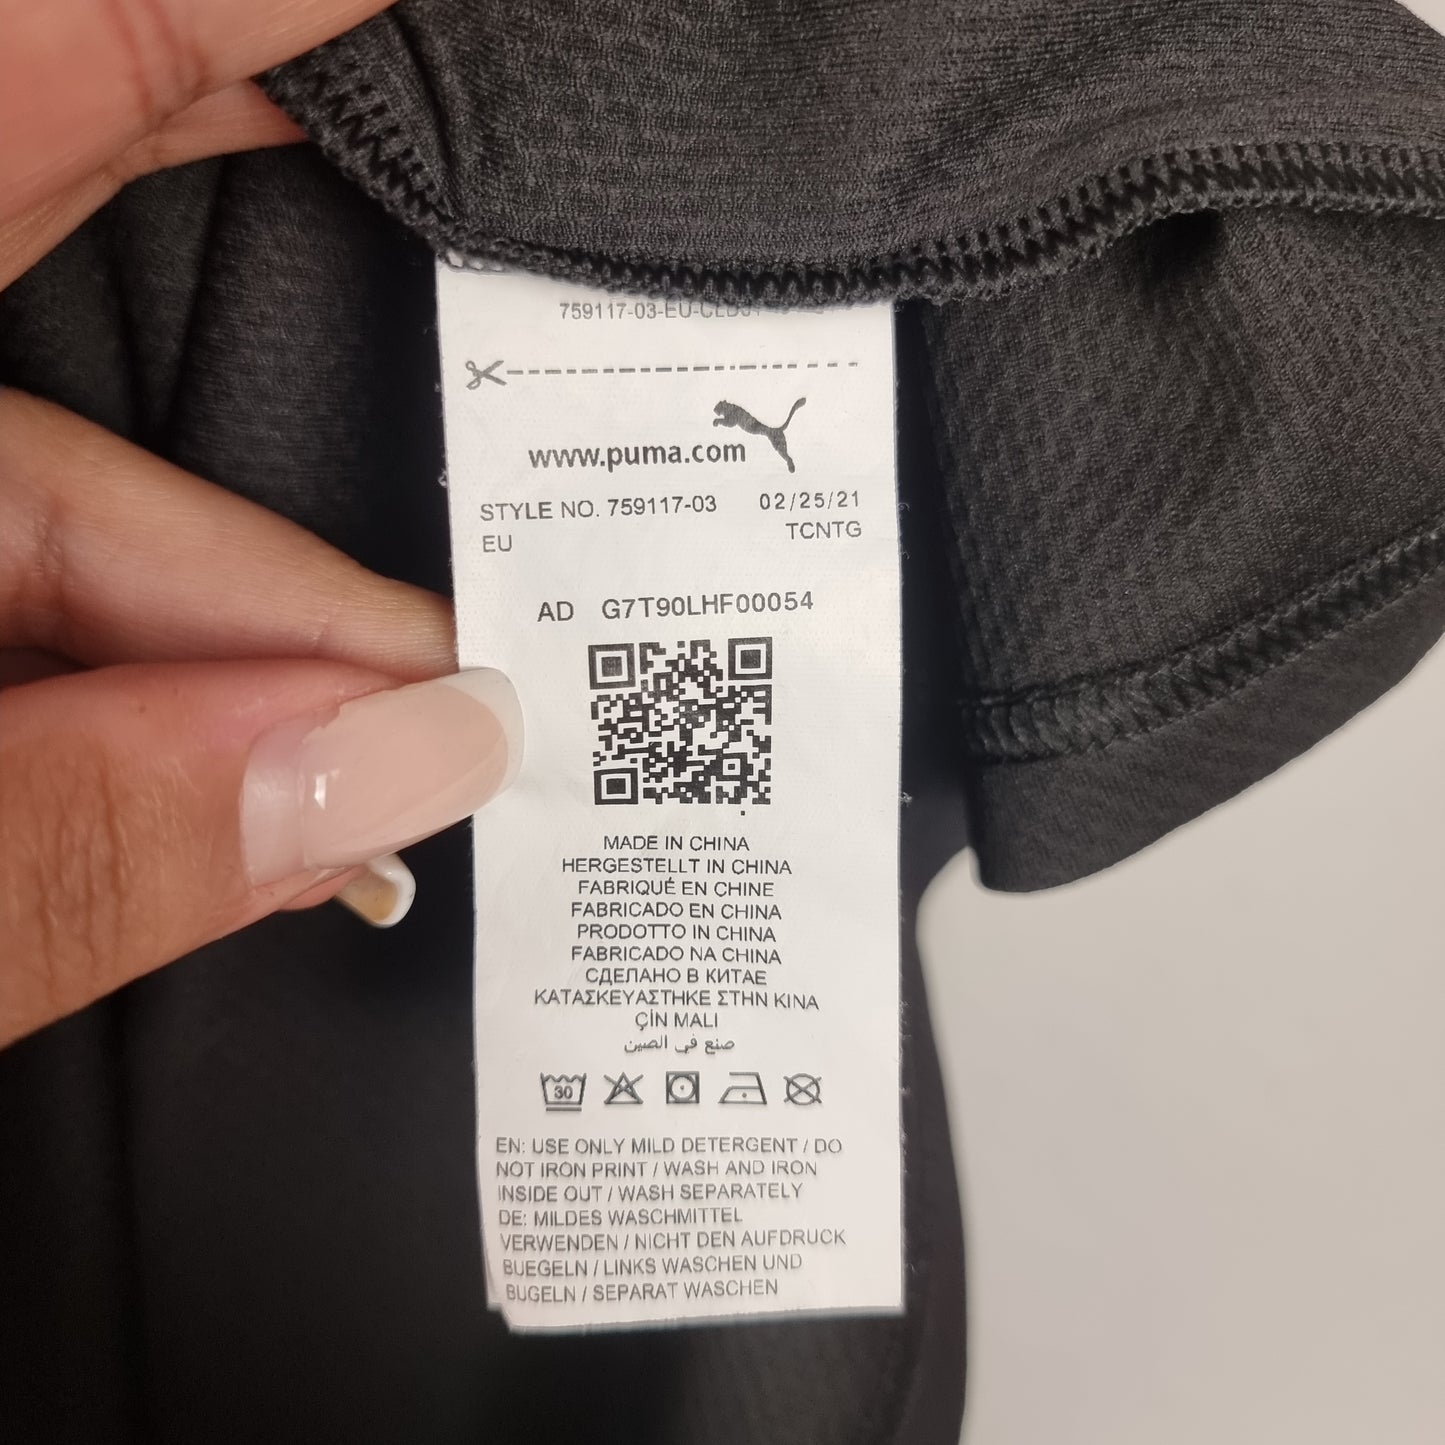 759117-03-EU-
www.puma.com
STYLE NO. 759117-03 02/25/21
EU TCNTG
AD G7T90LHF00054
MADE IN CHINA
HERGESTELLT IN CHINA
FABRIQUÉ EN CHINE
FABRICADO EN CHINA
PRODOTTO IN CHINA
FABRICADO NA CHINA
СДЕЛАНО В КИТАЕ
ΚΑΤΑΣΚΕΥΑΣΤΗΚΕ ΣΤΗΝ ΚΙΝΑ
ÇİN MALI
صنع في الصين
30
EN: USE ONLY MILD DETERGENT / DO
NOT IRON PRINT / WASH AND IRON
INSIDE OUT / WASH SEPARATELY
DE: MILDES WASCHMITTEL
VERWENDEN / NICHT DEN AUFDRUCK
BUEGELN / LINKS WASCHEN UND
BUGELN / SEPARAT WASCHEN